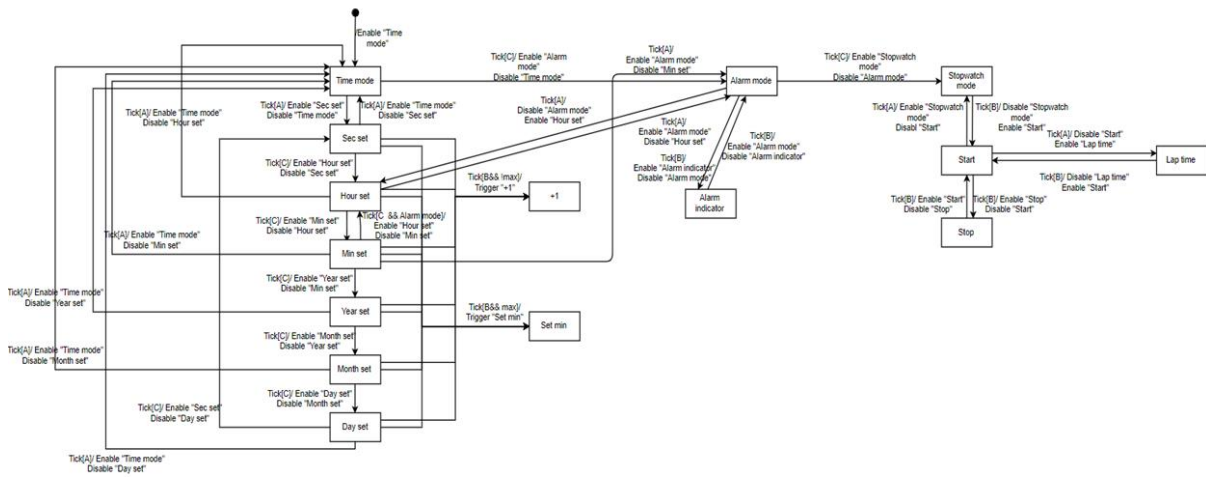 /Enable "Time
mode"
Time mode
Tick[C]/ Enable "Alarm
mode"
Disable "Time mode"
Tick[A]/
Enable "Alarm mode"
Disable "Min set"
Alarm mode
Tick[C]/ Enable "Stopwatch
mode"
Disable "Alarm mode"
Stopwatch
mode
Tick[A]/ Enable "Time mode"
Disable "Hour set"
Tick[A]/ Enable "Sec set"
Disable "Time mode"
Tick[A]/ Enable "Time mode"
Disable "Sec set"
Tick[A]/
Disable "Alarm mode"
Enable "Hour set"
Tick[A]/
Enable "Alarm mode"
Disable "Hour set"
Tick[B]/
Enable "Alarm mode"
Disable "Alarm indicator"
Tick[B]/
Enable "Alarm indicator"
Disable "Alarm mode"
Alarm
indicator
Tick[A]/ Enable "Stopwatch
mode"
Disabl "Start"
Tick[B]/ Disable "Stopwatch
mode"
Enable "Start"
Sec set
Tick[C]/ Enable "Hour set"
Disable "Sec set"
Start
Tick[A]/ Disable "Start"
Enable "Lap time"
Lap time
Tick[B]/ Disable "Lap time"
Enable "Start"
Hour set
Tick[B&& !max]/
Trigger "+1"
+1
Tick[B]/ Enable "Start"
Disable "Stop"
Tick[B]/ Enable "Stop"
Disable "Start"
Stop
Tick[C]/ Enable "Min set"
Disable "Hour set"
Tick[C && Alarm mode]/
Enable "Hour set"
Disable "Min set"
Tick[A]/ Enable "Time mode"
Disable "Min set"
Min set
Tick[C]/ Enable "Year set"
Disable "Min set"
Tick[A]/ Enable "Time mode"
Disable "Year set"
Year set
Tick[B&& max]/
Trigger "Set min"
Set min
Tick[C]/ Enable "Month set"
Disable "Year set"
Tick[A]/ Enable "Time mode"
Disable "Month set"
Month set
Tick[C]/ Enable "Day set"
Disable "Month set"
Tick[C]/ Enable "Sec set"
Disable "Day set"
Day set
Tick[A]/ Enable "Time mode"
Disable "Day set"